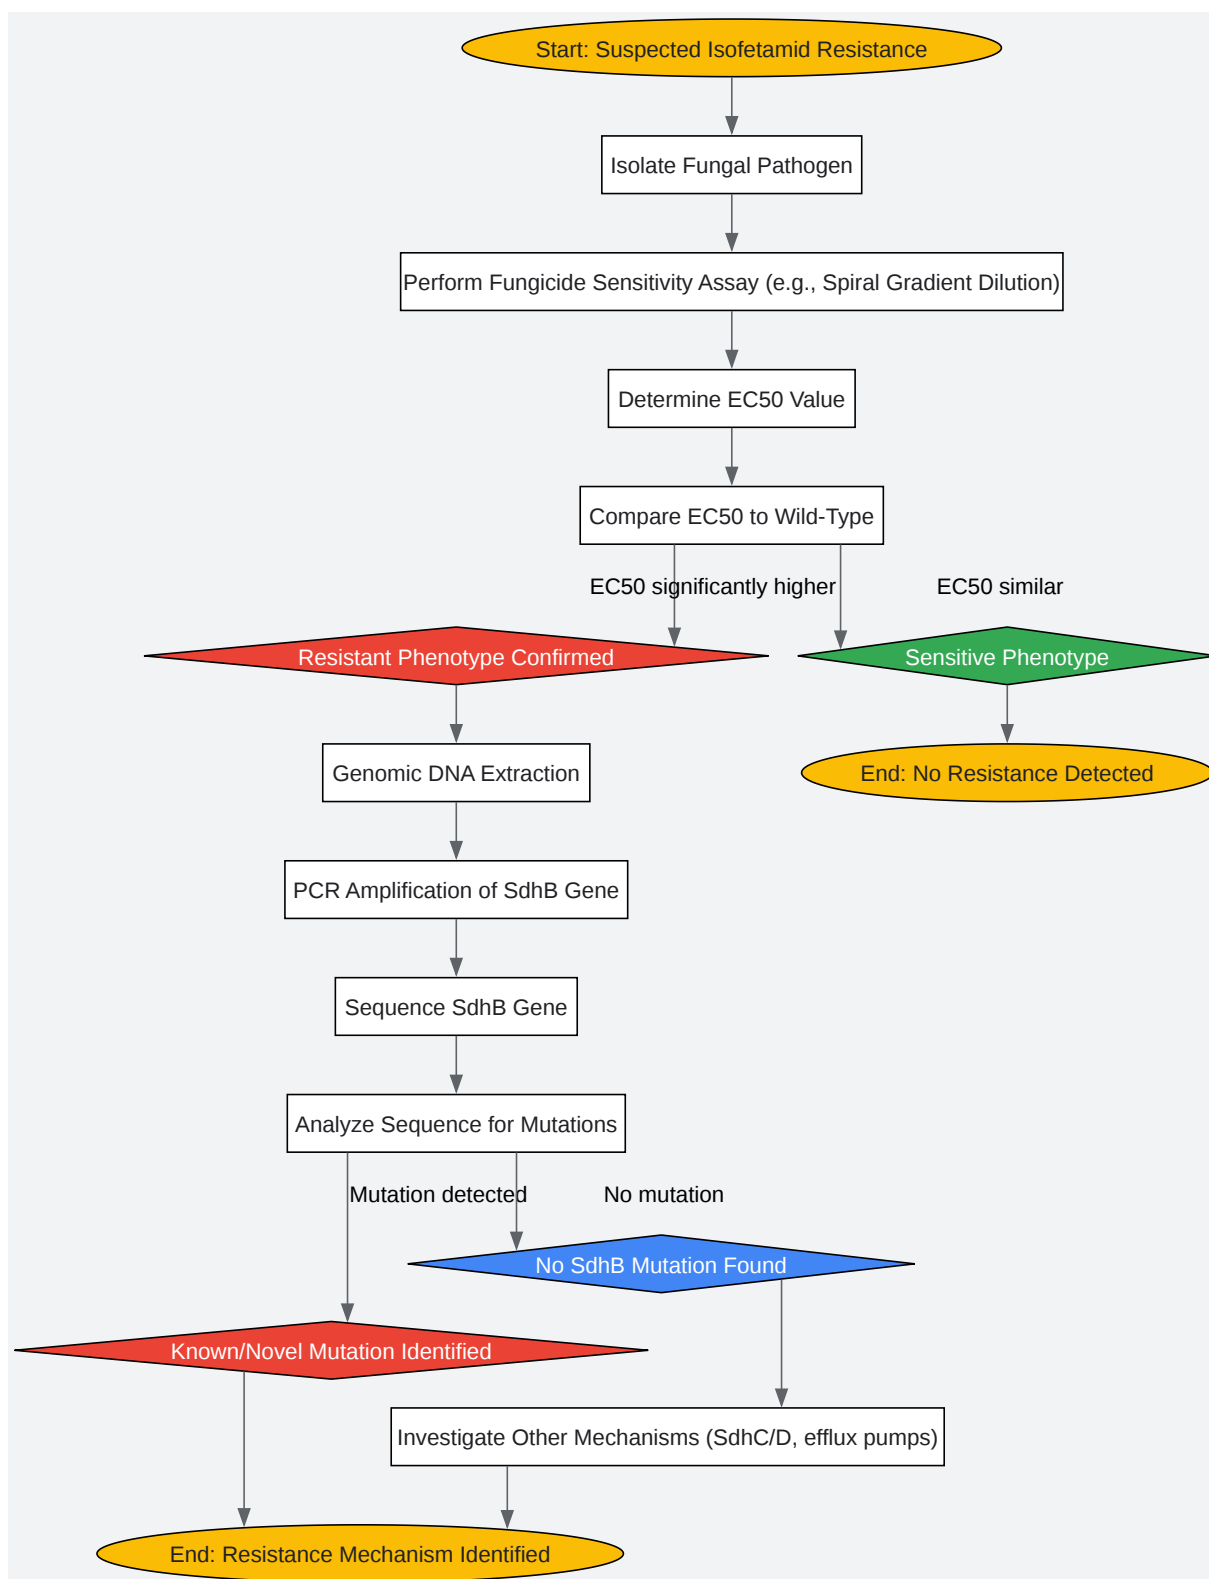 Start: Suspected Isofetamid Resistance
Isolate Fungal Pathogen
Perform Fungicide Sensitivity Assay (e.g., Spiral Gradient Dilution)
Determine EC50 Value
Compare EC50 to Wild-Type
EC50 significantly higher
EC50 similar
Resistant Phenotype Confirmed
Sensitive Phenotype
Genomic DNA Extraction
End: No Resistance Detected
PCR Amplification of SdhB Gene
Sequence SdhB Gene
Analyze Sequence for Mutations
Mutation detected
No mutation
No SdhB Mutation Found
Known/Novel Mutation Identified
Investigate Other Mechanisms (SdhC/D, efflux pumps)
End: Resistance Mechanism Identified